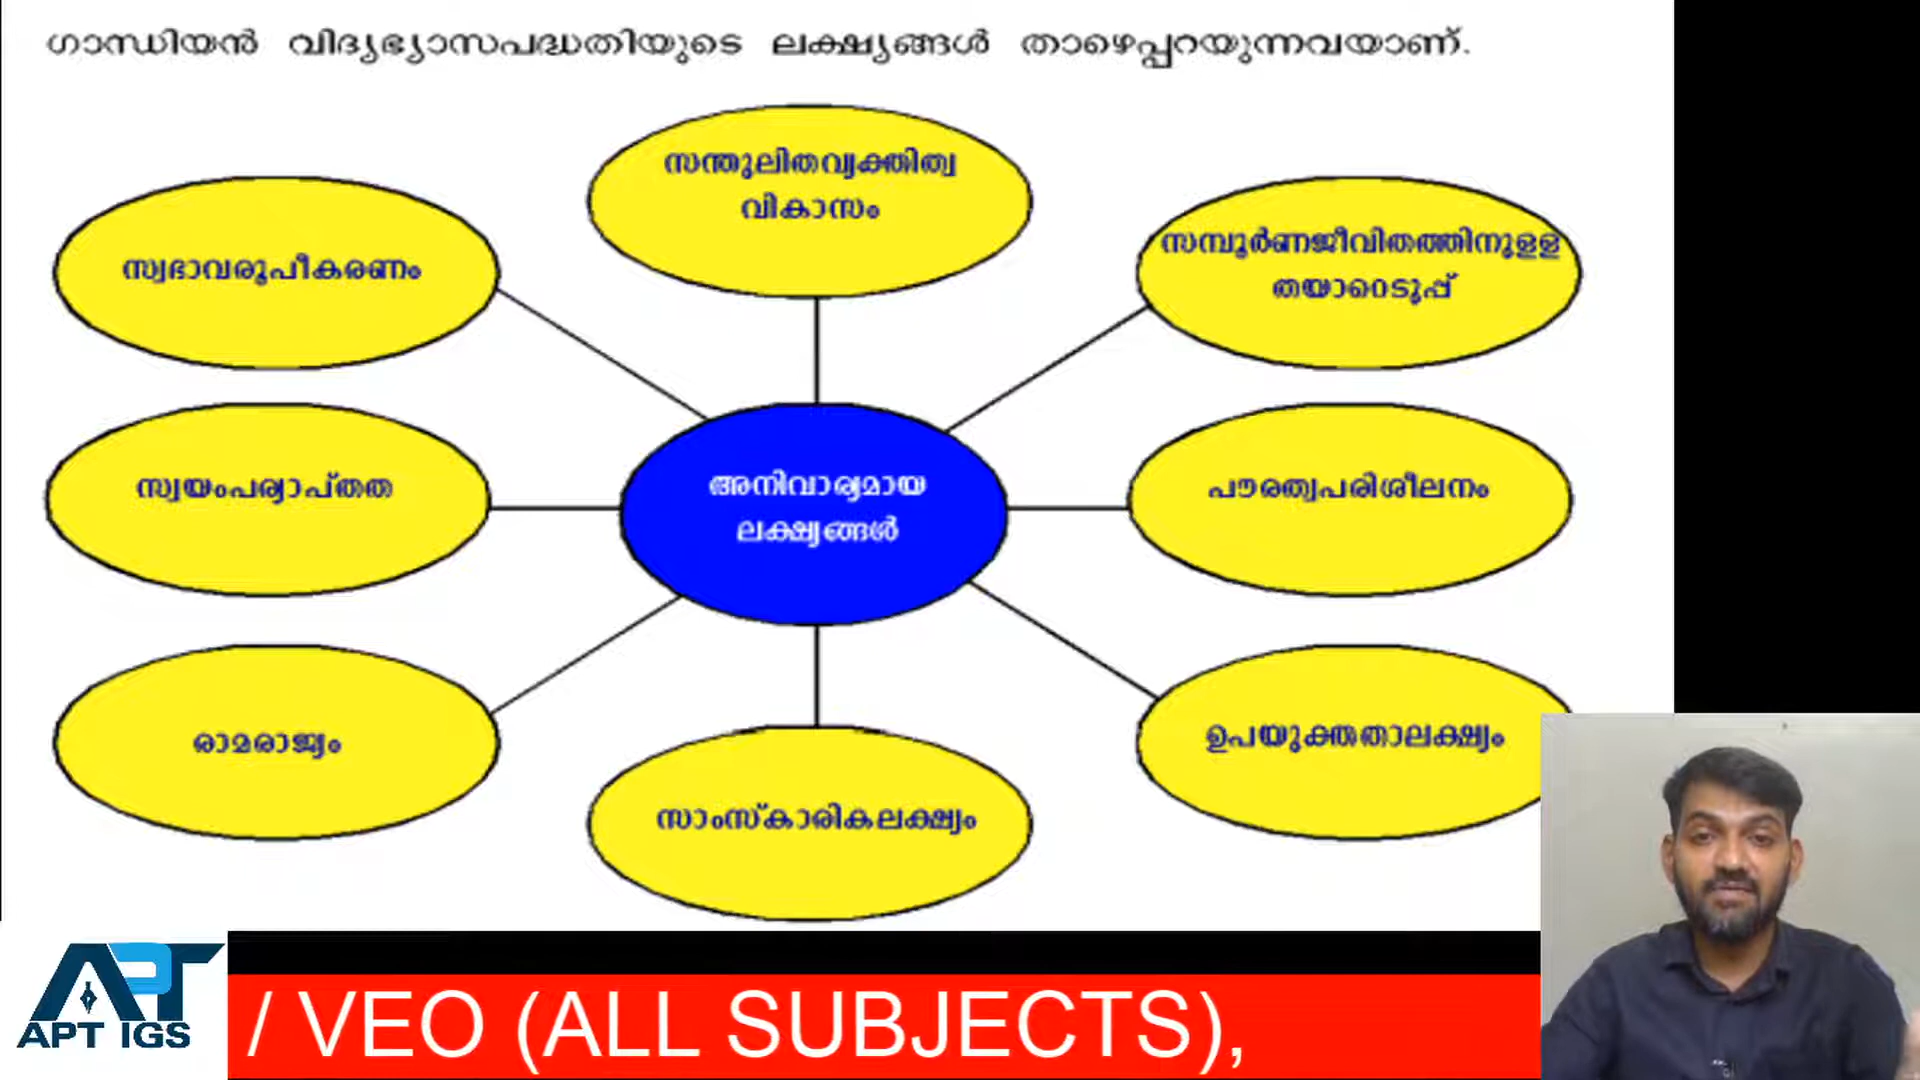 ഗാന്ധിയൻ വിദ്യഭ്യാസപദ്ധതിയുടെ ലക്ഷ്യങ്ങൾ താഴെപ്പറയുന്നവയാണ്.
സന്തുലിതവ്യക്തിത്വ
വികാസം
സമ്പൂർണജീവിതത്തിനുളള
തയാറെടുപ്പ്
സ്വഭാവരൂപീകരണം
സ്വയംപര്യാപ്തത
അനിവാര്യമായ
ലക്ഷ്യങ്ങൾ
പൗരത്വപരിശീലനം
രാമരാജ്യം
ഉപയുക്തതാലക്ഷ്യം
സാംസ്കാരികലക്ഷ്യം
APT
APT IGS
/ VEO (ALL SUBJECTS),